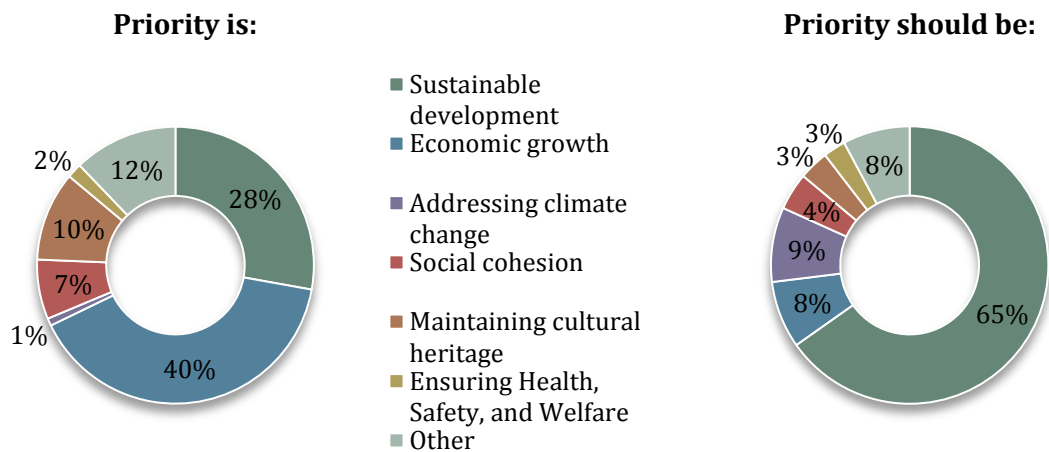 Priority is:
Priority should be:
Sustainable
development
Economic growth
Addressing climate
change
Social cohesion
Maintaining cultural
heritage
Ensuring Health,
Safety, and Welfare
Other
28%
40%
1%
7%
10%
2%
12%
65%
8%
9%
4%
3%
3%
8%